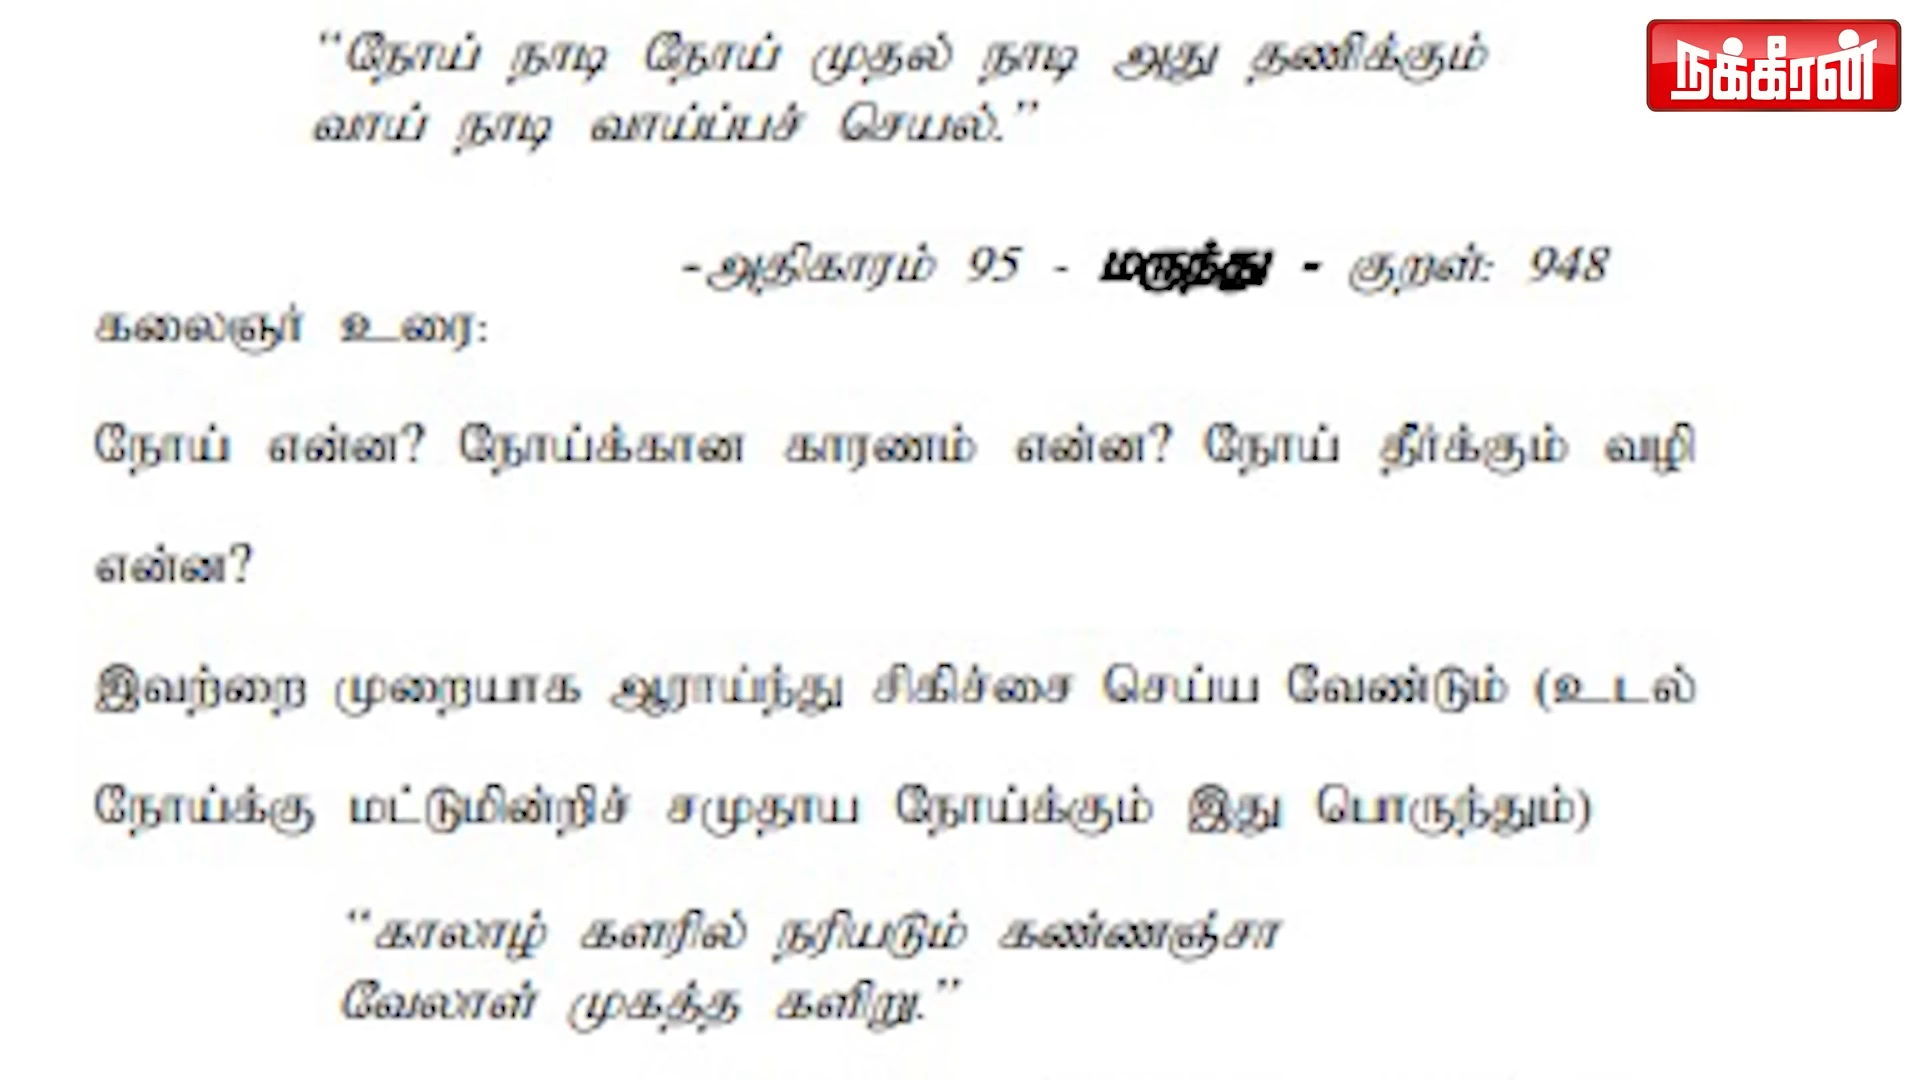 “நோய் நாடி நோய் முதல் நாடி அது தணிக்கும்
நக்கீரன்
வாய் நாடி வாய்ப்பச் செயல்.”
-அதிகாரம் 95 - மருந்து - குறள்: 948
கலைஞர் உரை:
நோய் என்ன? நோய்க்கான காரணம் என்ன? நோய் தீர்க்கும் வழி
என்ன?
இவற்றை முறையாக ஆராய்ந்து சிகிச்சை செய்ய வேண்டும் (உடல்
நோய்க்கு மட்டுமின்றிச் சமுதாய நோய்க்கும் இது பொருந்தும்)
“காலாழ் களரில் நரியடும் கண்ணஞ்சா
வேலாள் முகத்த களிறு.”